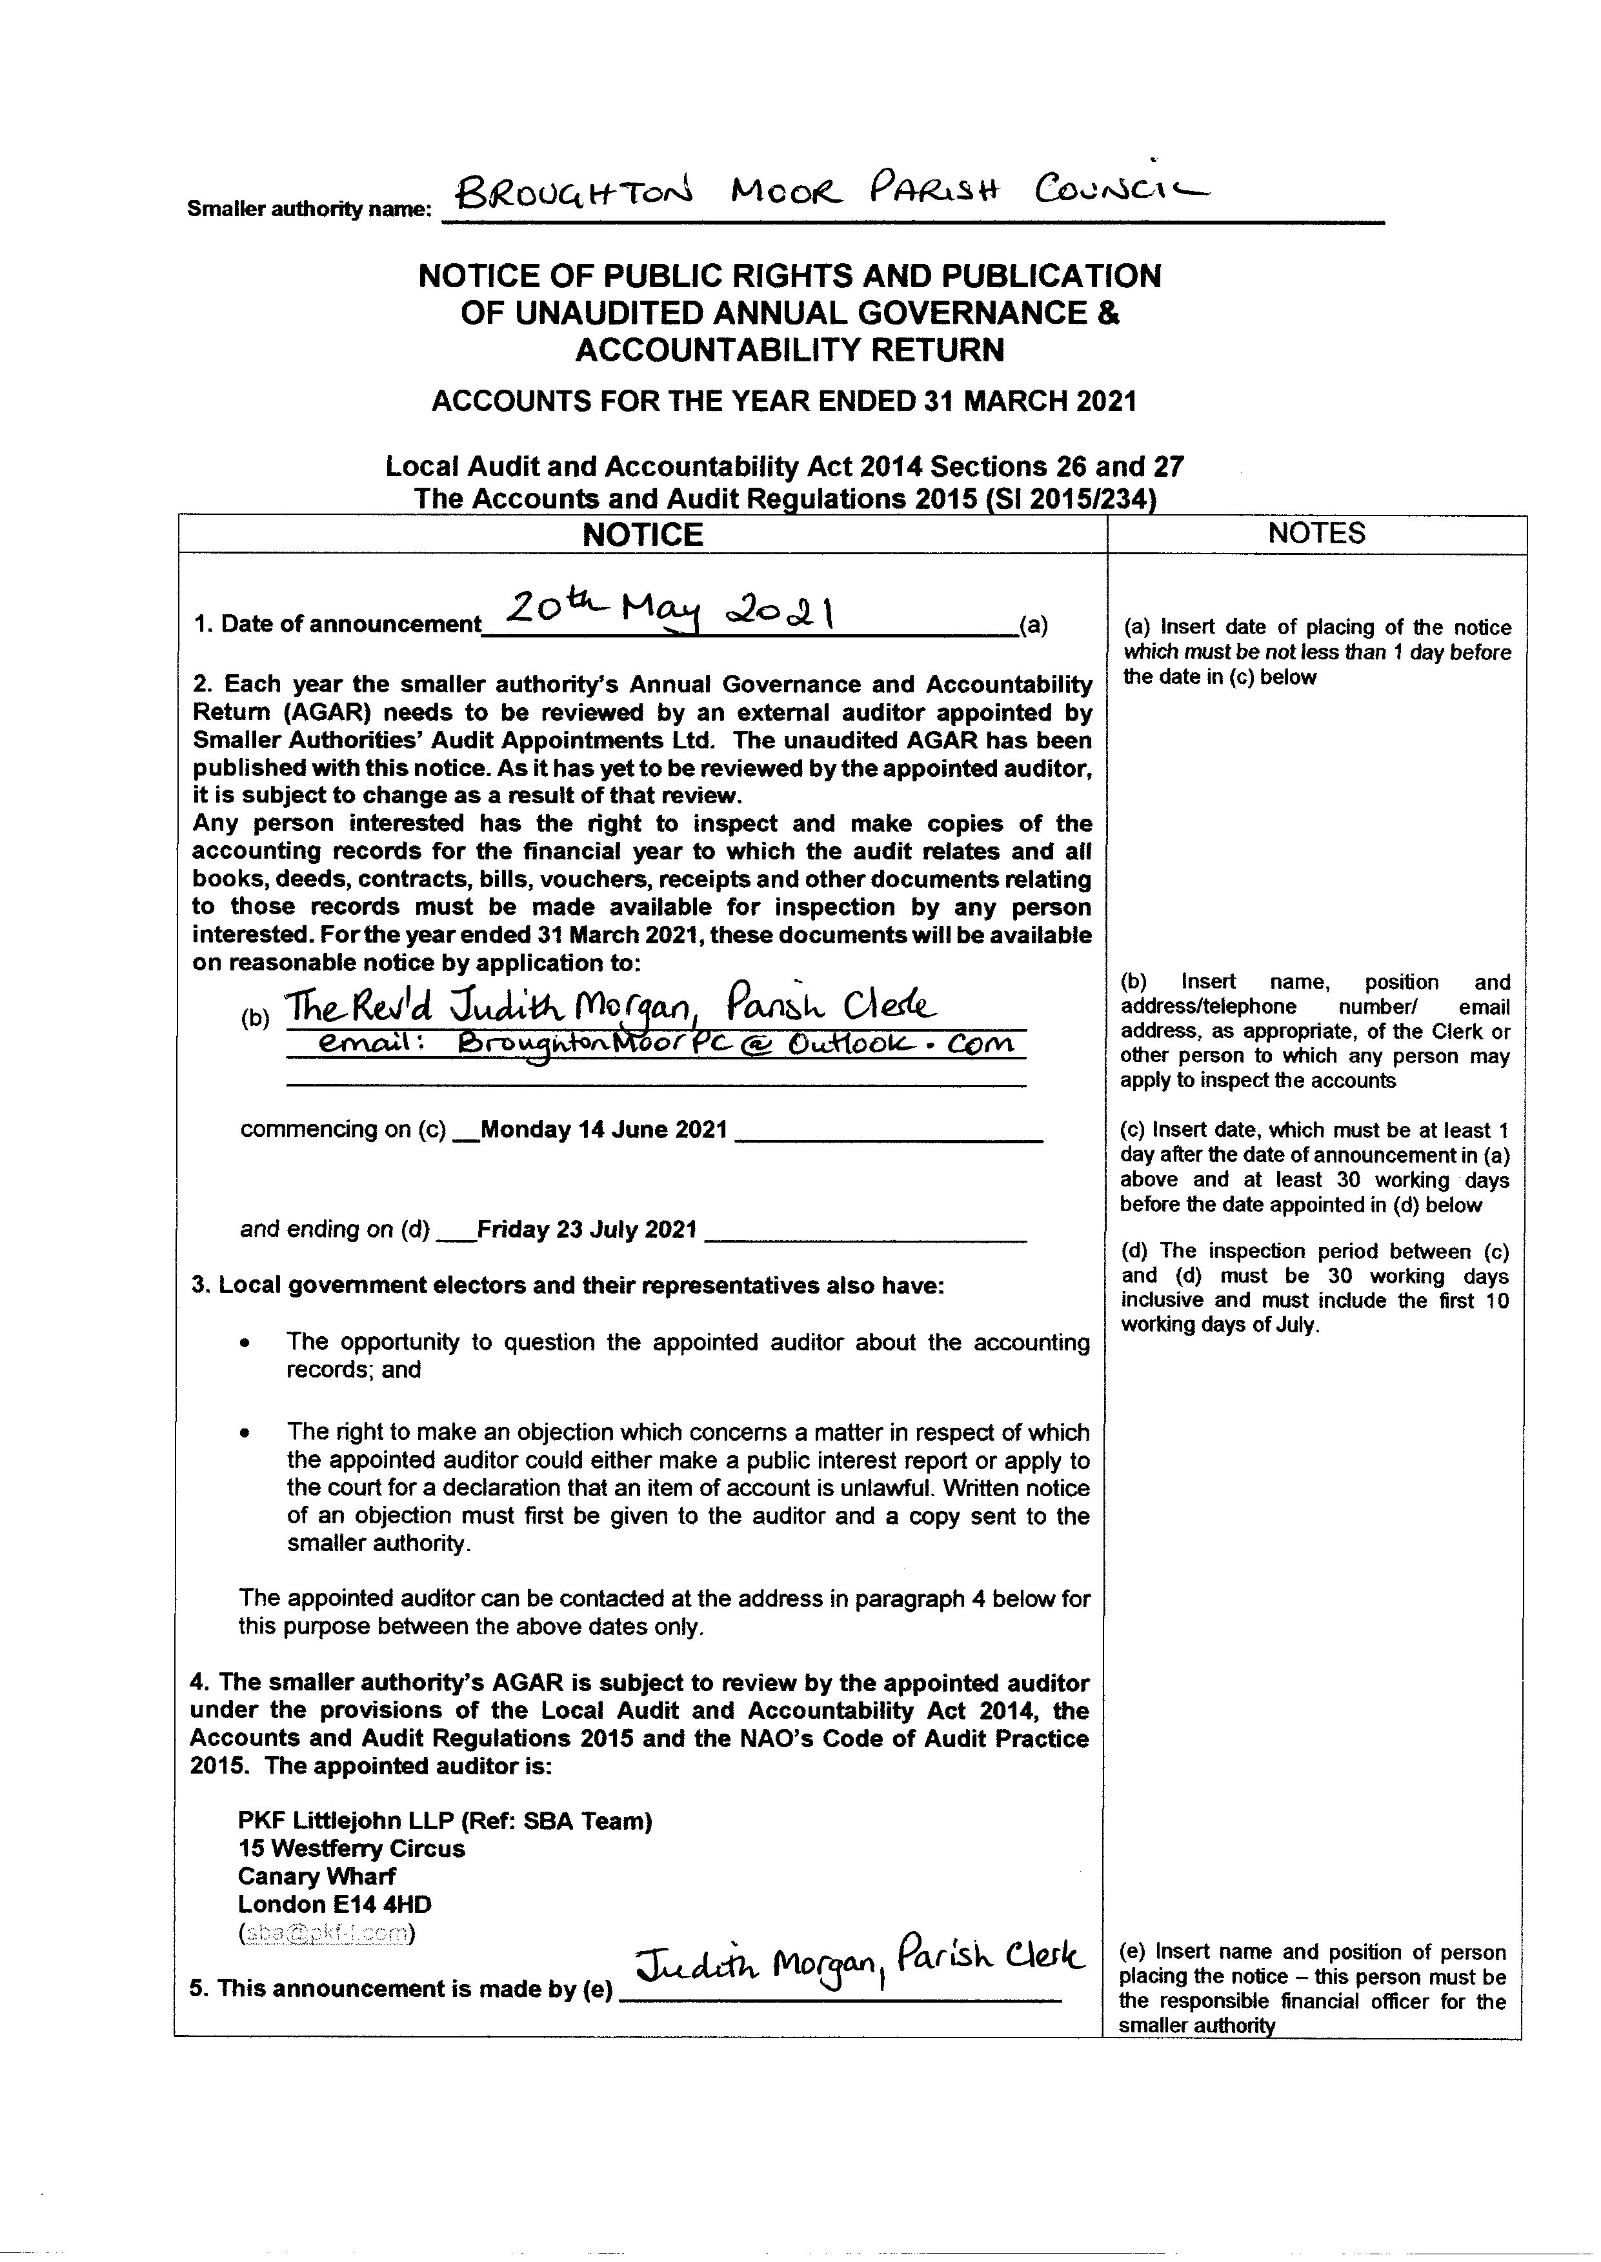 Smaller authority name: BROUGHTON MOOR PARISH COUNCIL
NOTICE OF PUBLIC RIGHTS AND PUBLICATION
OF UNAUDITED ANNUAL GOVERNANCE &
ACCOUNTABILITY RETURN
ACCOUNTS FOR THE YEAR ENDED 31 MARCH 2021
Local Audit and Accountability Act 2014 Sections 26 and 27
The Accounts and Audit Regulations 2015 (SI 2015/234)
NOTICE
1. Date of announcement 20th May 2021 (a)
2. Each year the smaller authority's Annual Governance and Accountability
Return (AGAR) needs to be reviewed by an external auditor appointed by
Smaller Authorities' Audit Appointments Ltd. The unaudited AGAR has been
published with this notice. As it has yet to be reviewed by the appointed auditor,
it is subject to change as a result of that review.
Any person interested has the right to inspect and make copies of the
accounting records for the financial year to which the audit relates and all
books, deeds, contracts, bills, vouchers, receipts and other documents relating
to those records must be made available for inspection by any person
interested. For the year ended 31 March 2021, these documents will be available
on reasonable notice by application to:
(b) The Rev'd Judith Morgan, Parish Clerk
email: BroughtonMoorPC@Outlook.com
commencing on (c) __Monday 14 June 2021
and ending on (d) ___Friday 23 July 2021
3. Local government electors and their representatives also have:
• The opportunity to question the appointed auditor about the accounting
records; and
• The right to make an objection which concerns a matter in respect of which
the appointed auditor could either make a public interest report or apply to
the court for a declaration that an item of account is unlawful. Written notice
of an objection must first be given to the auditor and a copy sent to the
smaller authority.
The appointed auditor can be contacted at the address in paragraph 4 below for
this purpose between the above dates only.
4. The smaller authority's AGAR is subject to review by the appointed auditor
under the provisions of the Local Audit and Accountability Act 2014, the
Accounts and Audit Regulations 2015 and the NAO's Code of Audit Practice
2015. The appointed auditor is:
PKF Littlejohn LLP (Ref: SBA Team)
15 Westferry Circus
Canary Wharf
London E14 4HD
(sba@pkf-l.com)
5. This announcement is made by (e) Judith Morgan, Parish Clerk
NOTES
(a) Insert date of placing of the notice
which must be not less than 1 day before
the date in (c) below
(b) Insert name, position and
address/telephone number/ email
address, as appropriate, of the Clerk or
other person to which any person may
apply to inspect the accounts
(c) Insert date, which must be at least 1
day after the date of announcement in (a)
above and at least 30 working days
before the date appointed in (d) below
(d) The inspection period between (c)
and (d) must be 30 working days
inclusive and must include the first 10
working days of July.
(e) Insert name and position of person
placing the notice – this person must be
the responsible financial officer for the
smaller authority